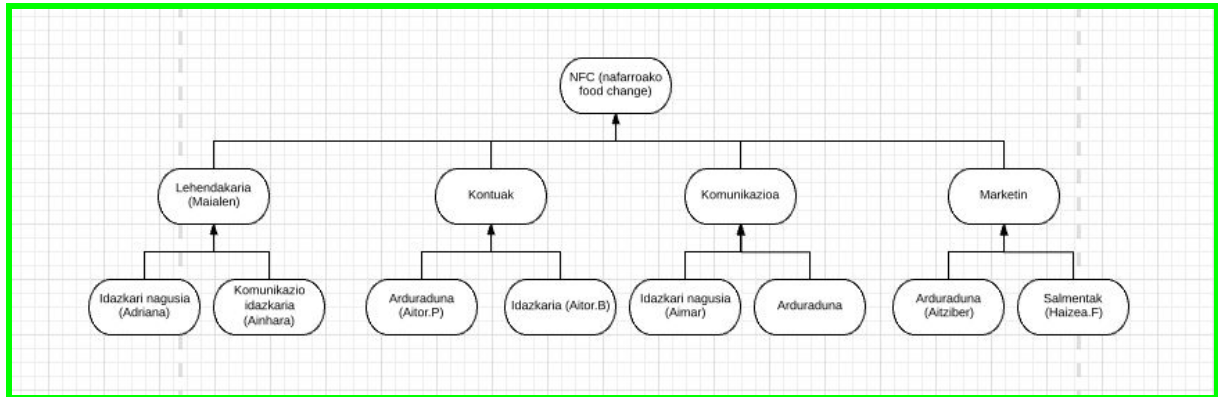 NFC (nafarroako
food change)
Lehendakaria
(Maialen)
Kontuak
Komunikazioa
Marketin
Idazkari nagusia
(Adriana)
Komunikazio
idazkaria
(Ainhara)
Arduraduna
(Aitor.P)
Idazkaria (Aitor.B)
Idazkari nagusia
(Aimar)
Arduraduna
Arduraduna
(Aitziber)
Salmentak
(Haizea.F)